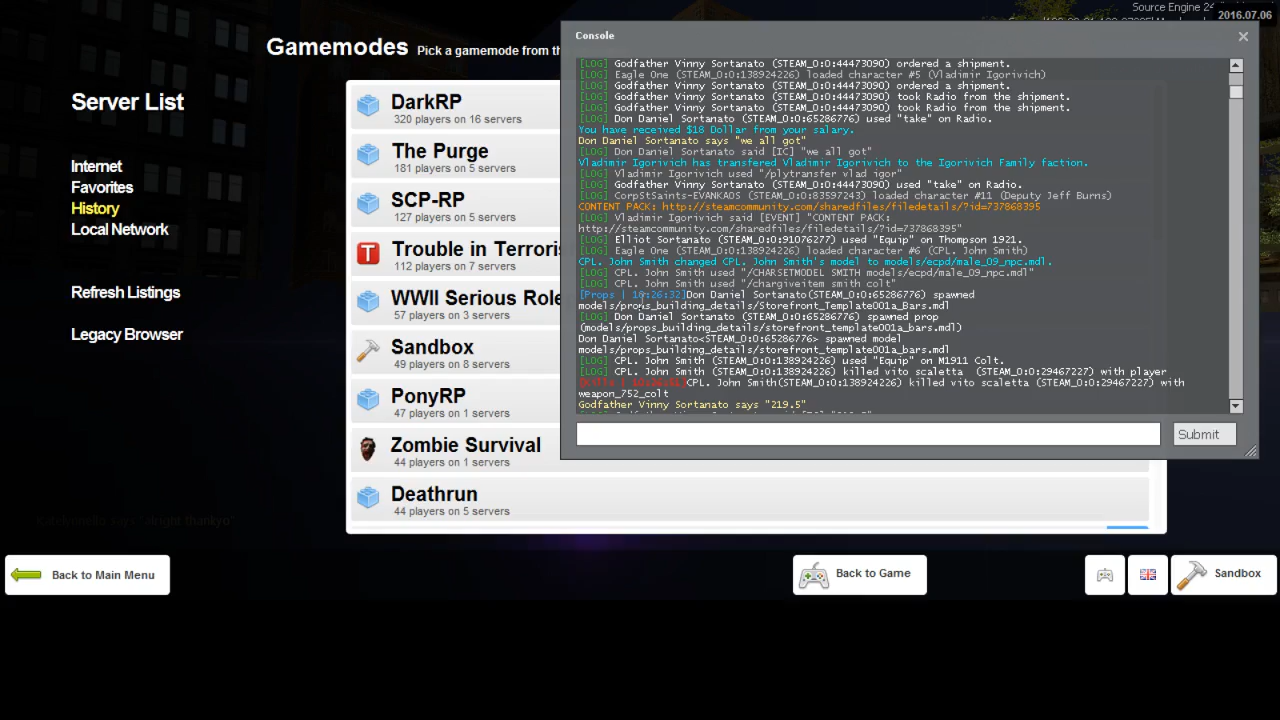 Source Engine 24
2016.07.06
Gamemodes Pick a gamemode from th
Server List
Internet
Favorites
History
Local Network
Refresh Listings
Legacy Browser
DarkRP
320 players on 16 servers
The Purge
181 players on 5 servers
SCP-RP
127 players on 5 servers
Trouble in Terroris
112 players on 7 servers
WWII Serious Role
57 players on 3 servers
Sandbox
49 players on 8 servers
PonyRP
47 players on 1 servers
Zombie Survival
44 players on 1 servers
Deathrun
44 players on 5 servers
Console
[LOG] Godfather Vinny Sortanato (STEAM_0:0:44473090) ordered a shipment.
[LOG] Eagle One (STEAM_0:0:138924226) loaded character #5 (Vladimir Igorivich)
[LOG] Godfather Vinny Sortanato (STEAM_0:0:44473090) ordered a shipment.
[LOG] Godfather Vinny Sortanato (STEAM_0:0:44473090) took Radio from the shipment.
[LOG] Godfather Vinny Sortanato (STEAM_0:0:44473090) took Radio from the shipment.
[LOG] Don Daniel Sortanato (STEAM_0:0:65286776) used "take" on Radio.
You have received $18 Dollar from your salary.
Don Daniel Sortanato says "we all got"
[LOG] Don Daniel Sortanato said [IC] "we all got"
Vladimir Igorivich has transfered Vladimir Igorivich to the Igorivich Family faction.
[LOG] Vladimir Igorivich used "/plytransfer vlad igor"
[LOG] Godfather Vinny Sortanato (STEAM_0:0:44473090) used "take" on Radio.
[LOG] CorpStSaints-EVANKAOS (STEAM_0:0:83597243) loaded character #11 (Deputy Jeff Burns)
CONTENT PACK: http://steamcommunity.com/sharedfiles/filedetails/?id=737868395
[LOG] Vladimir Igorivich said [EVENT] "CONTENT PACK:
http://steamcommunity.com/sharedfiles/filedetails/?id=737868395"
[LOG] Elliot Sortanato (STEAM_0:0:91076277) used "Equip" on Thompson 1921.
[LOG] Eagle One (STEAM_0:0:138924226) loaded character #6 (CPL. John Smith)
CPL. John Smith changed CPL. John Smith's model to models/ecpd/male_09_npc.mdl.
[LOG] CPL. John Smith used "/CHARSETMODEL SMITH models/ecpd/male_09_npc.mdl"
[LOG] CPL. John Smith used "/chargiveitem smith colt"
[Props | 10:26:32]Don Daniel Sortanato(STEAM_0:0:65286776) spawned
models/props_building_details/Storefront_Template001a_Bars.mdl
[LOG] Don Daniel Sortanato (STEAM_0:0:65286776) spawned prop
(models/props_building_details/storefront_template001a_bars.mdl)
Don Daniel Sortanato<STEAM_0:0:65286776> spawned model
models/props_building_details/storefront_template001a_bars.mdl
[LOG] CPL. John Smith (STEAM_0:0:138924226) used "Equip" on M1911 Colt.
[LOG] CPL. John Smith (STEAM_0:0:138924226) killed vito scaletta (STEAM_0:0:29467227) with player
[Kills | 10:26:41]CPL. John Smith(STEAM_0:0:138924226) killed vito scaletta (STEAM_0:0:29467227) with
weapon_752_colt
Godfather Vinny Sortanato says "219.5"
Submit
says "alright thankyo"
Back to Main Menu
Back to Game
Sandbox